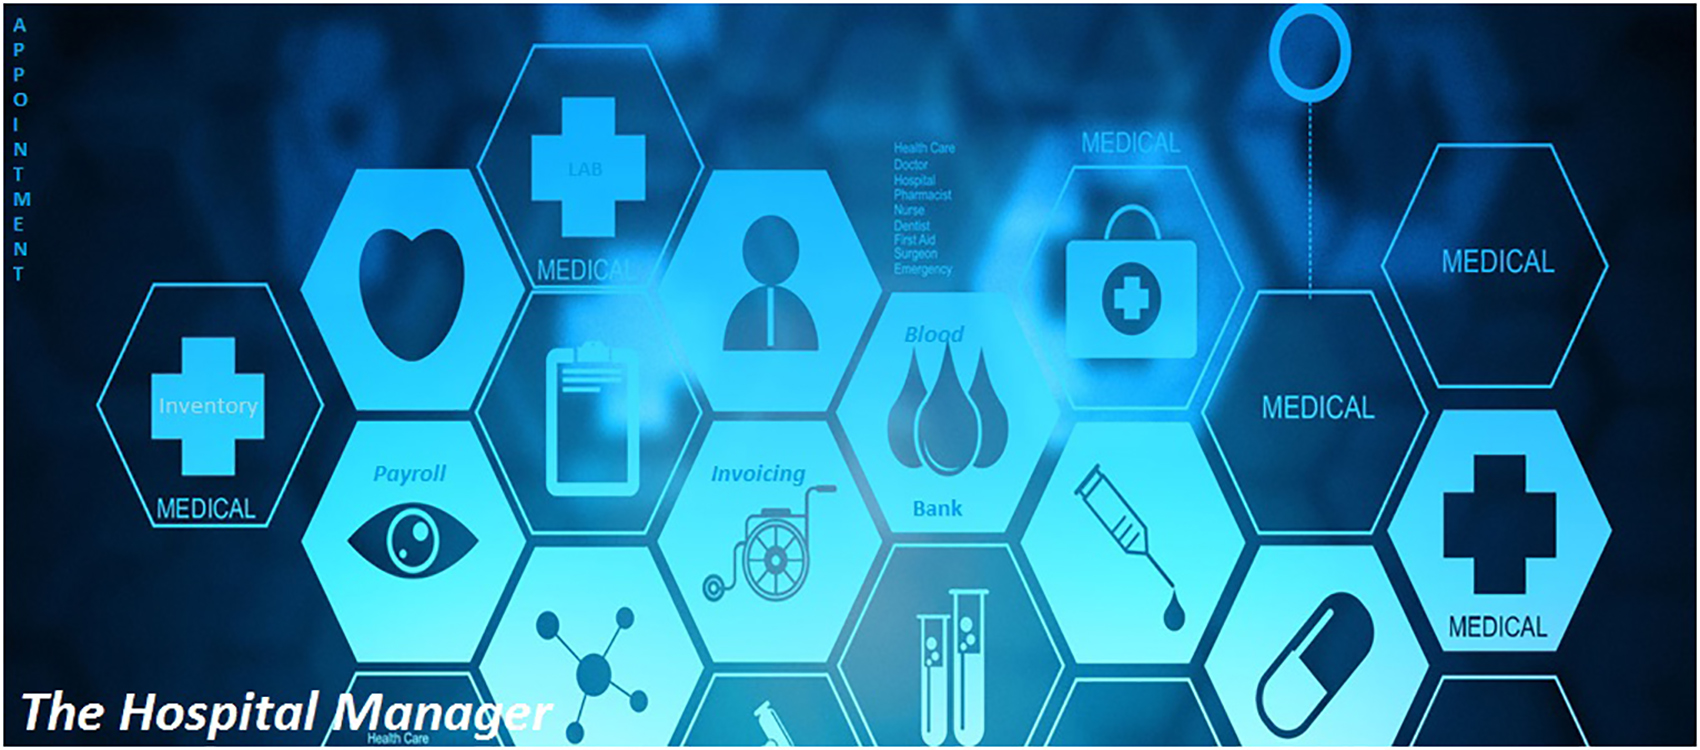 APPOINTMENT
LAB
MEDICAL
Health Care
Doctor
Hospital
Pharmacist
Nurse
Dentist
First Aid
Surgeon
Emergency
MEDICAL
MEDICAL
Inventory
MEDICAL
Blood
Bank
MEDICAL
Payroll
Invoicing
MEDICAL
The Hospital Manager
Health Care